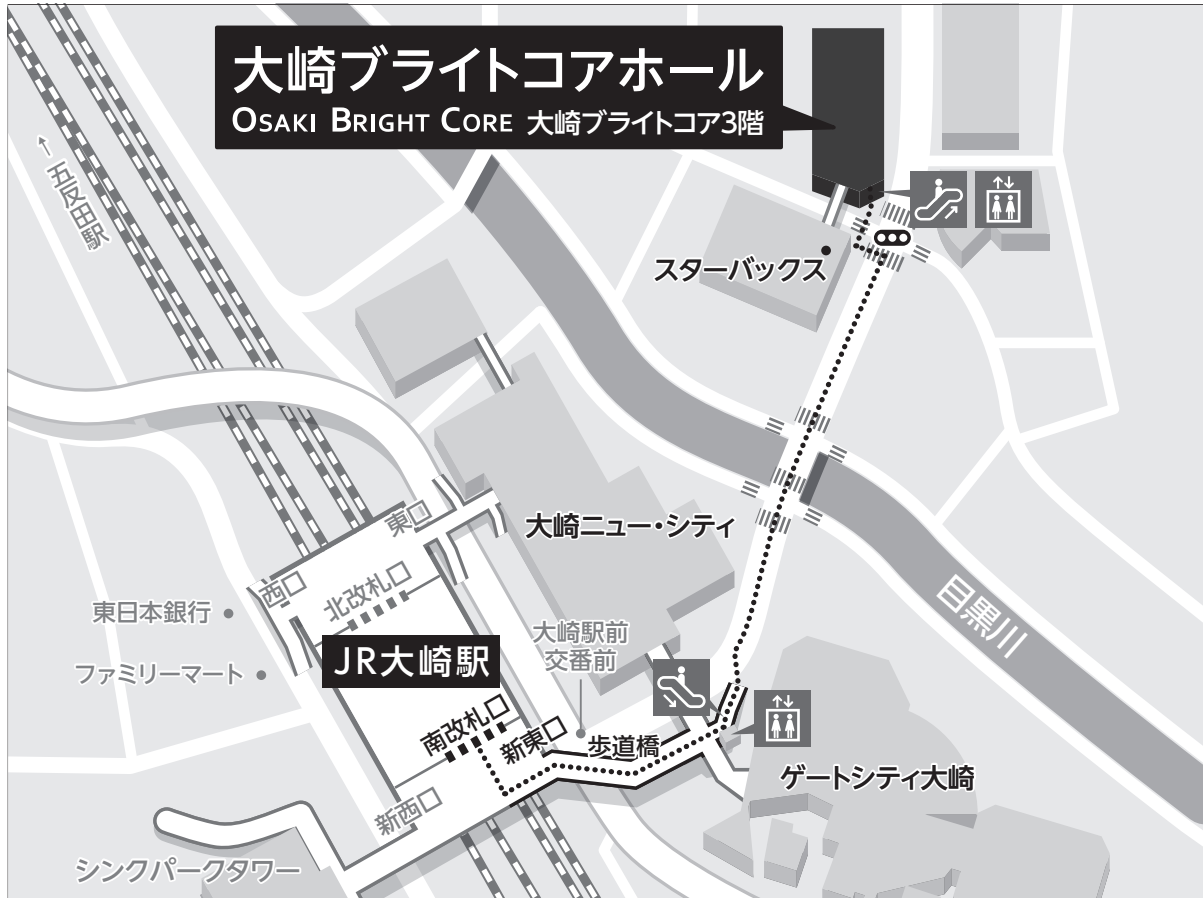 大崎ブライトコアホール
OSAKI BRIGHT CORE 大崎ブライトコア3階
←五反田駅
スターバックス
東口
大崎ニュー・シティ
西口
北改札口
東日本銀行
ファミリーマート
JR大崎駅
大崎駅前
交番前
目黒川
南改札口
新東口
歩道橋
ゲートシティ大崎
新西口
シンクパークタワー